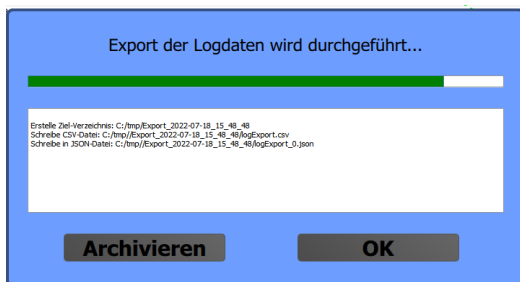 Export der Logdaten wird durchgeführt...
Erstelle Ziel-Verzeichnis: C:/tmp/Export_2022-07-18_15_48_48
Schreibe CSV-Datei: C:/tmp//Export_2022-07-18_15_48_48/logExport.csv
Schreibe in JSON-Datei: C:/tmp//Export_2022-07-18_15_48_48/logExport_0.json
Archivieren
OK